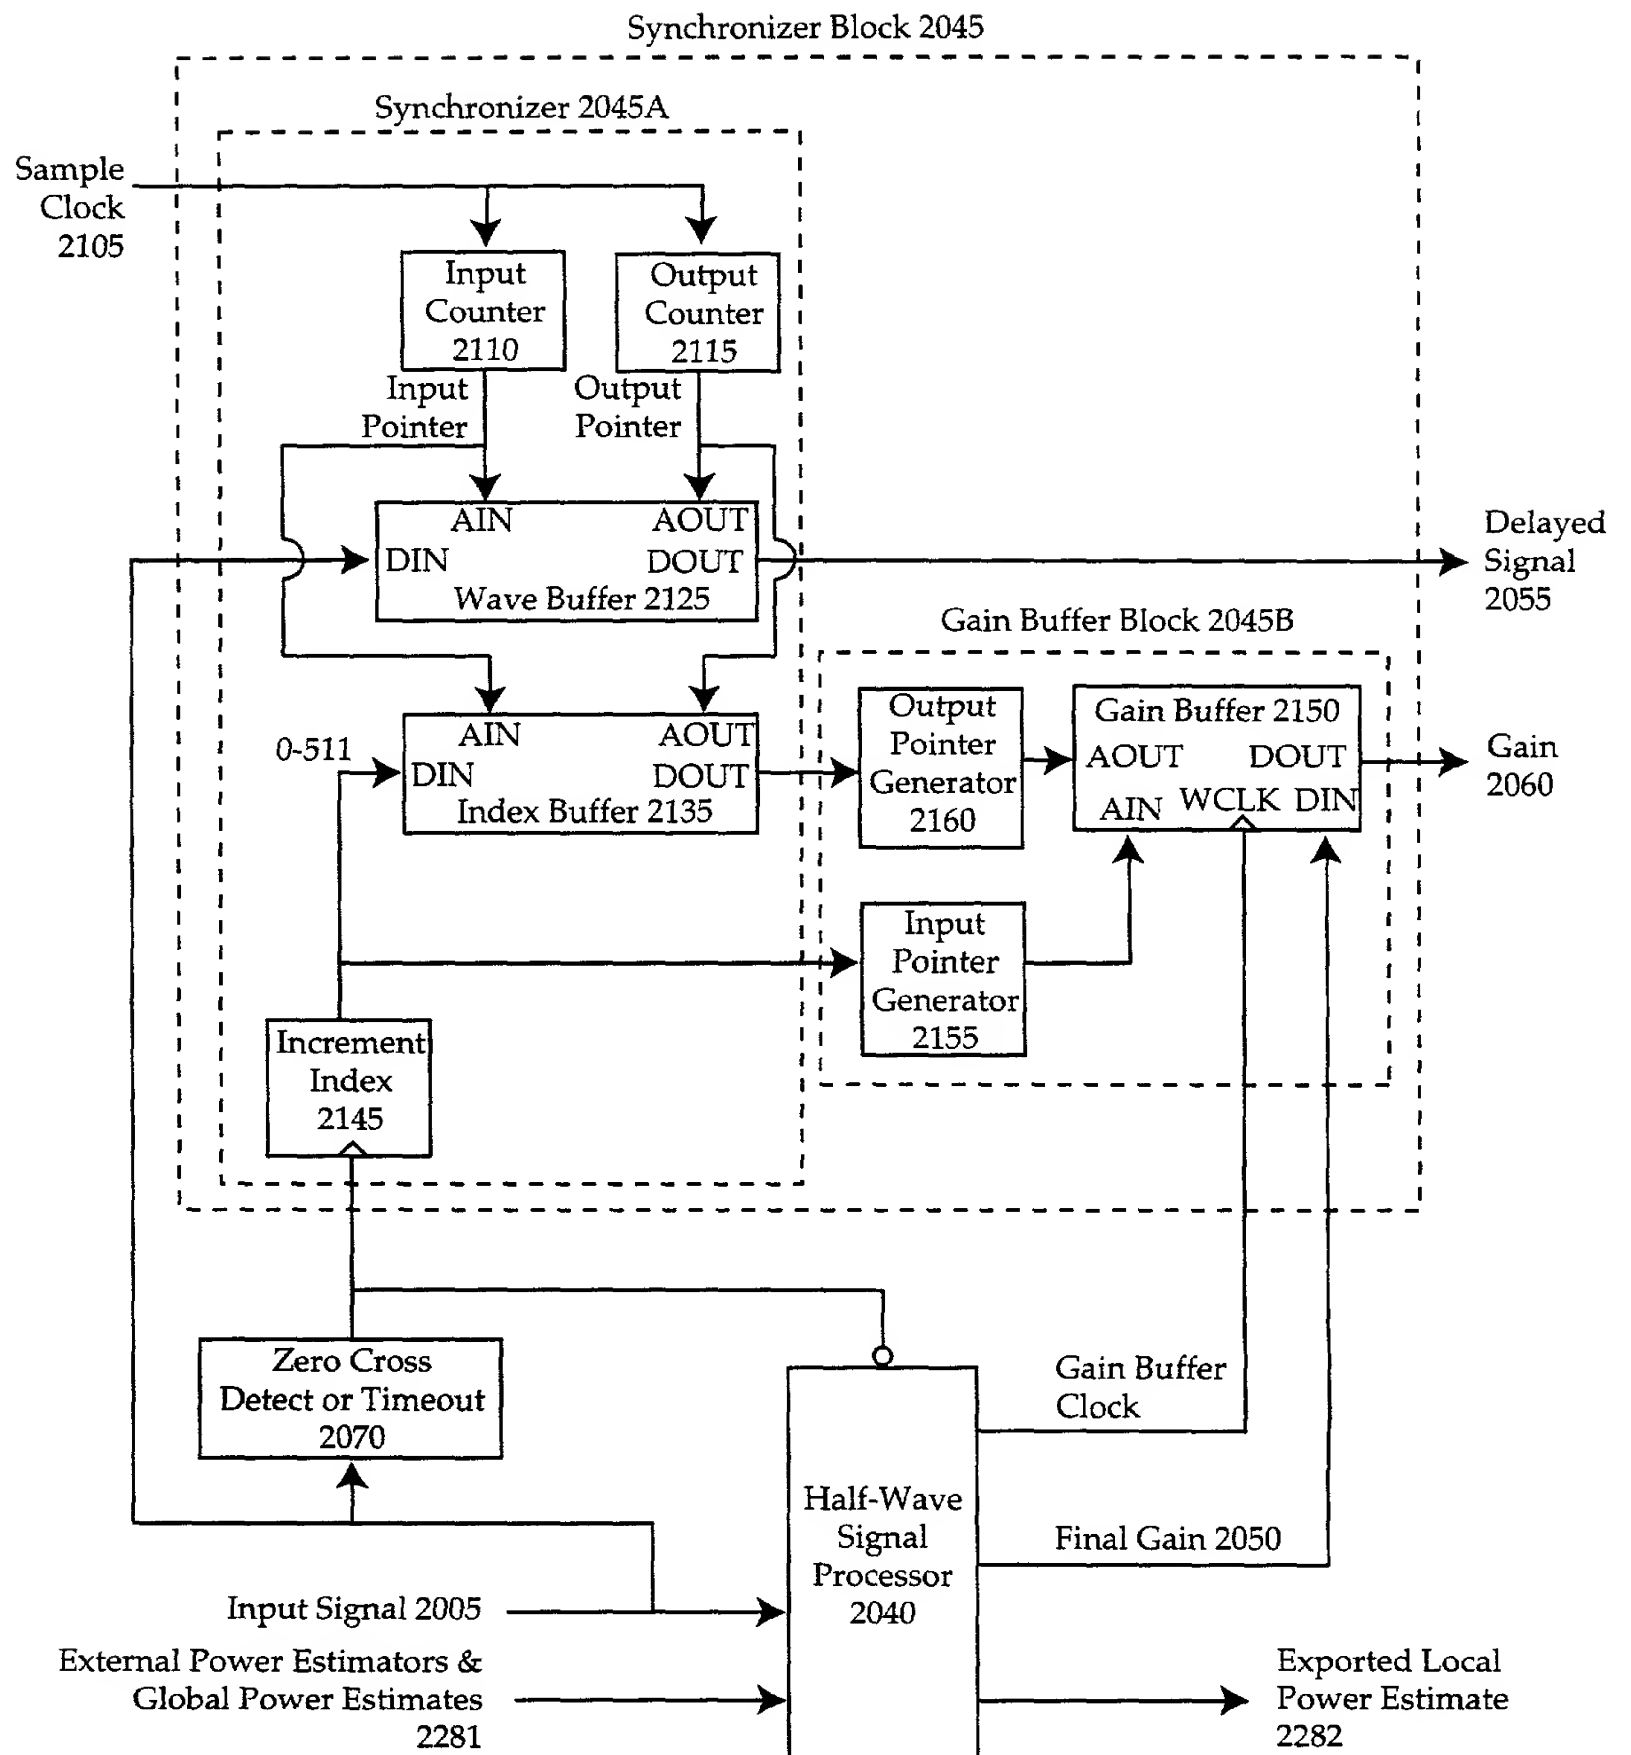 Synchronizer Block 2045
Synchronizer 2045A
Sample
Clock
2105
Input
Counter
2110
Output
Counter
2115
Input
Pointer
Output
Pointer
AIN
AOUT
DIN
DOUT
Wave Buffer 2125
Delayed
Signal
2055
Gain Buffer Block 2045B
0-511
AIN
AOUT
DIN
DOUT
Index Buffer 2135
Output
Pointer
Generator
2160
Gain Buffer 2150
AOUT
DOUT
AIN
WCLK
DIN
Gain
2060
Input
Pointer
Generator
2155
Increment
Index
2145
Zero Cross
Detect or Timeout
2070
Gain Buffer
Clock
Half-Wave
Signal
Processor
2040
Final Gain 2050
Input Signal 2005
External Power Estimators &
Global Power Estimates
2281
Exported Local
Power Estimate
2282